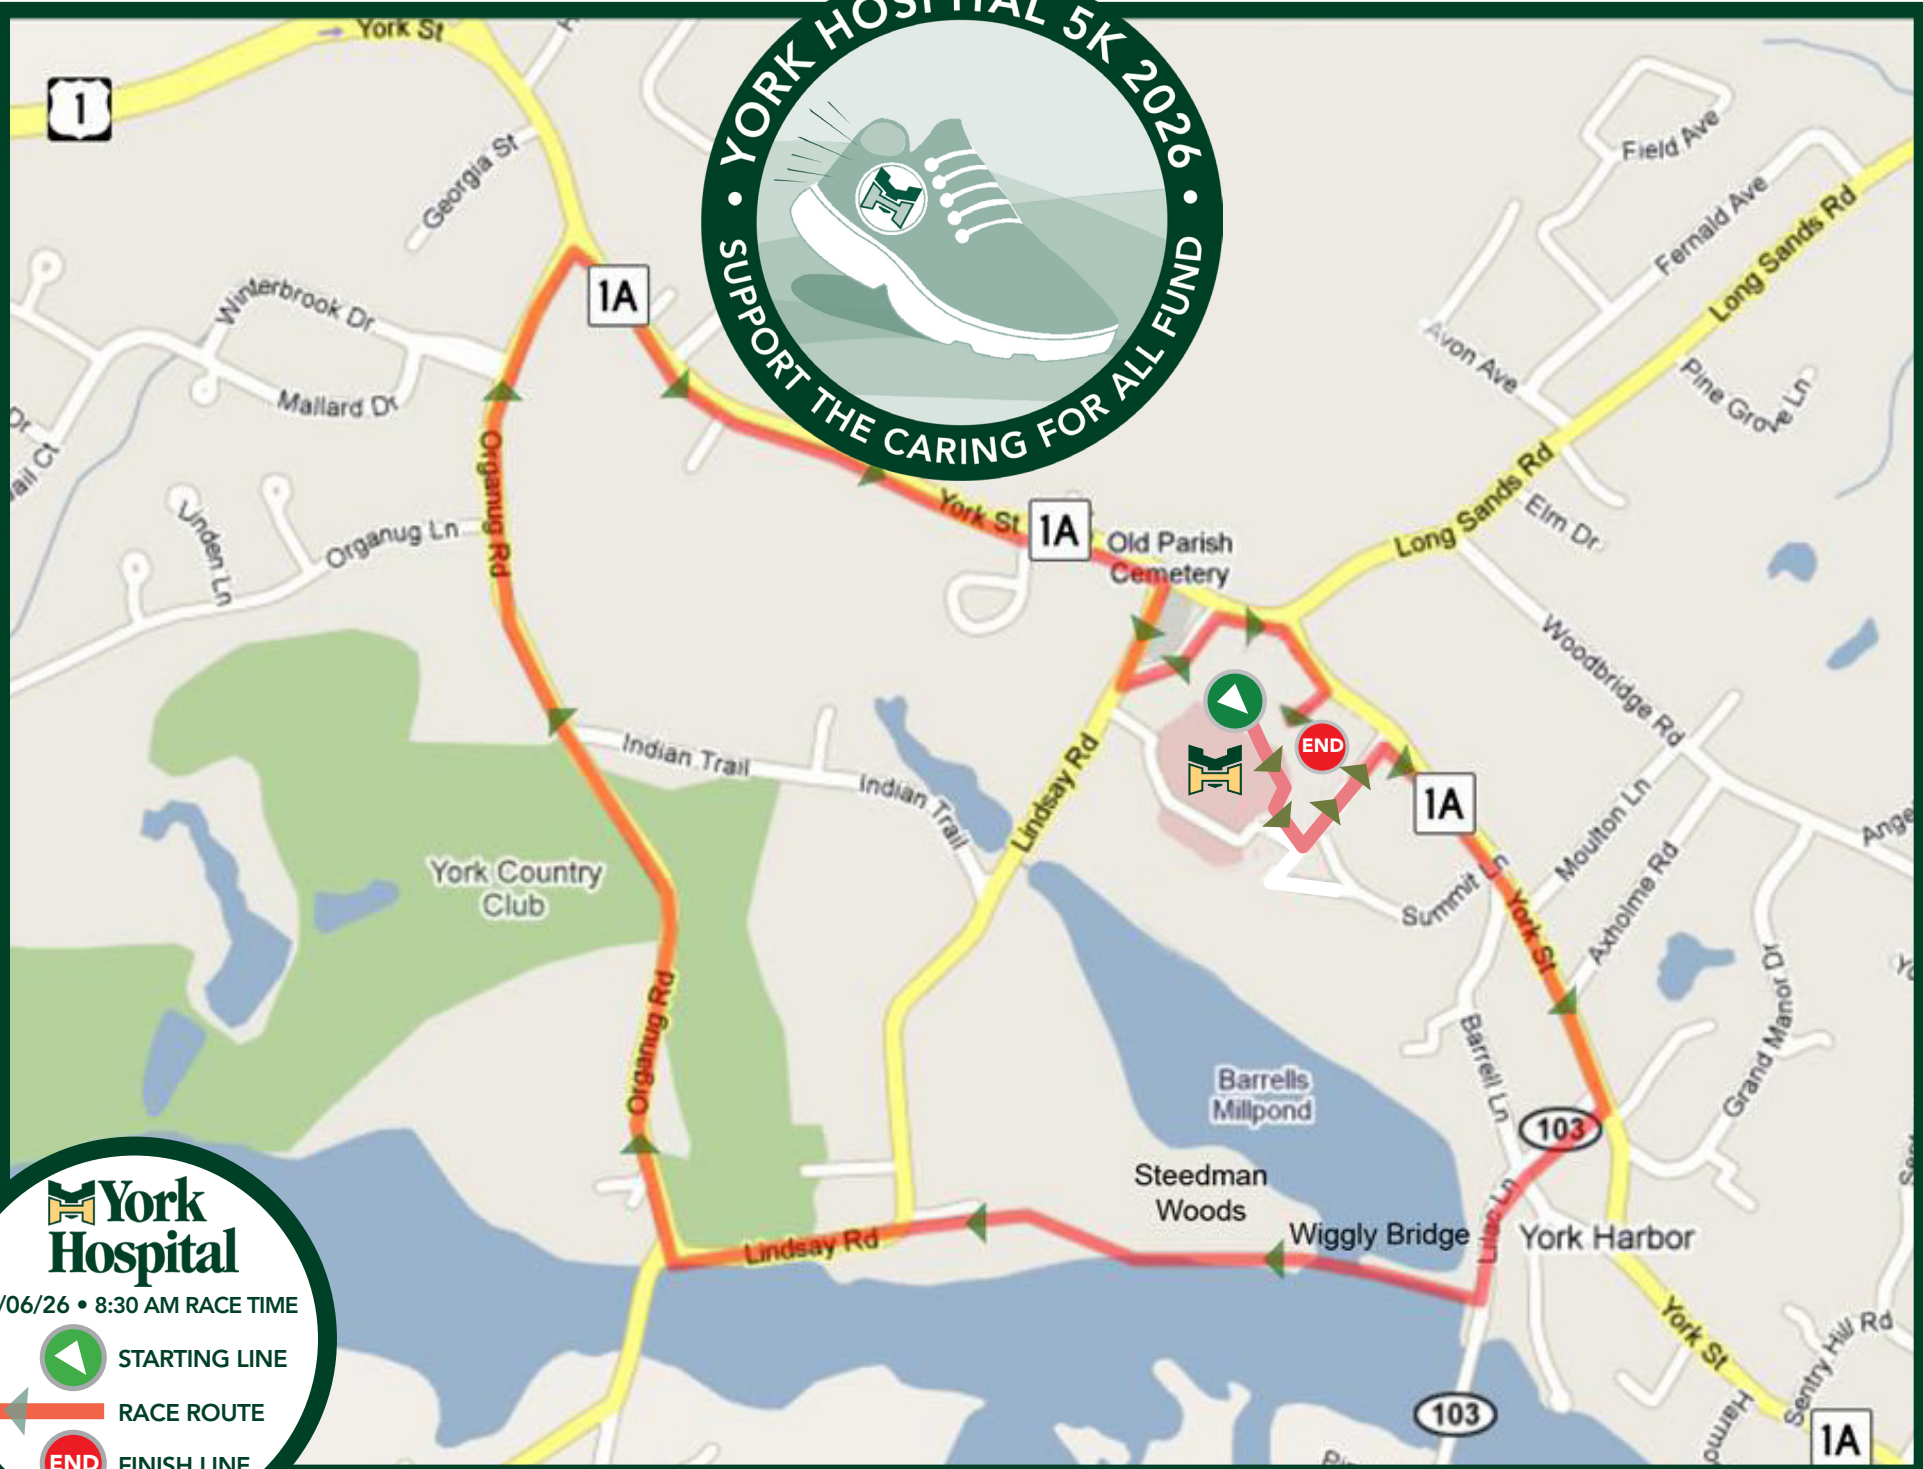 YORK HOSPITAL 5K 2026
SUPPORT THE CARING FOR ALL FUND
York St
1
Georgia St
Field Ave
Fernald Ave
Long Sands Rd
1A
Winterbrook Dr
Mallard Dr
Avon Ave
Pine Grove Ln
Dr
Organug Rd
York St
1A
Old Parish
Cemetery
Long Sands Rd
Elm Dr
Linden Ln
Organug Ln
Woodbridge Rd
Indian Trail
Indian Trail
Lindsay Rd
END
1A
Moulton Ln
Axholme Rd
Ange
York Country
Club
Summit Ln
York St
Grand Manor Dr
Organug Rd
Barrell Ln
Barrells
Millpond
103
Steedman
Woods
Wiggly Bridge
Lilac Ln
York Harbor
Lindsay Rd
York St
Sentry Hill Rd
103
1A
York
Hospital
/06/26 • 8:30 AM RACE TIME
STARTING LINE
RACE ROUTE
END FINISH LINE